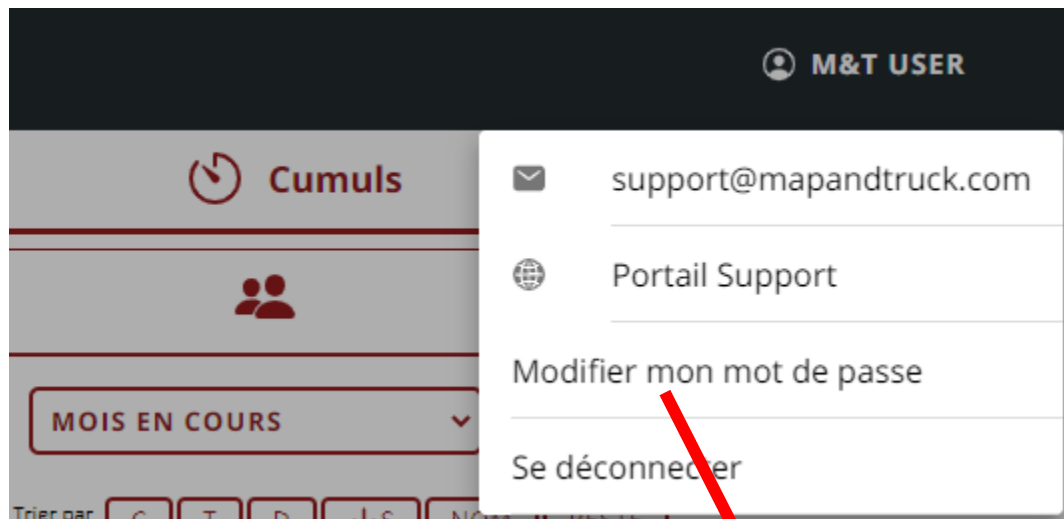 M&T USER
Cumuls
support@mapandtruck.com
Portail Support
Modifier mon mot de passe
MOIS EN COURS
Se déconnecter
Trier par